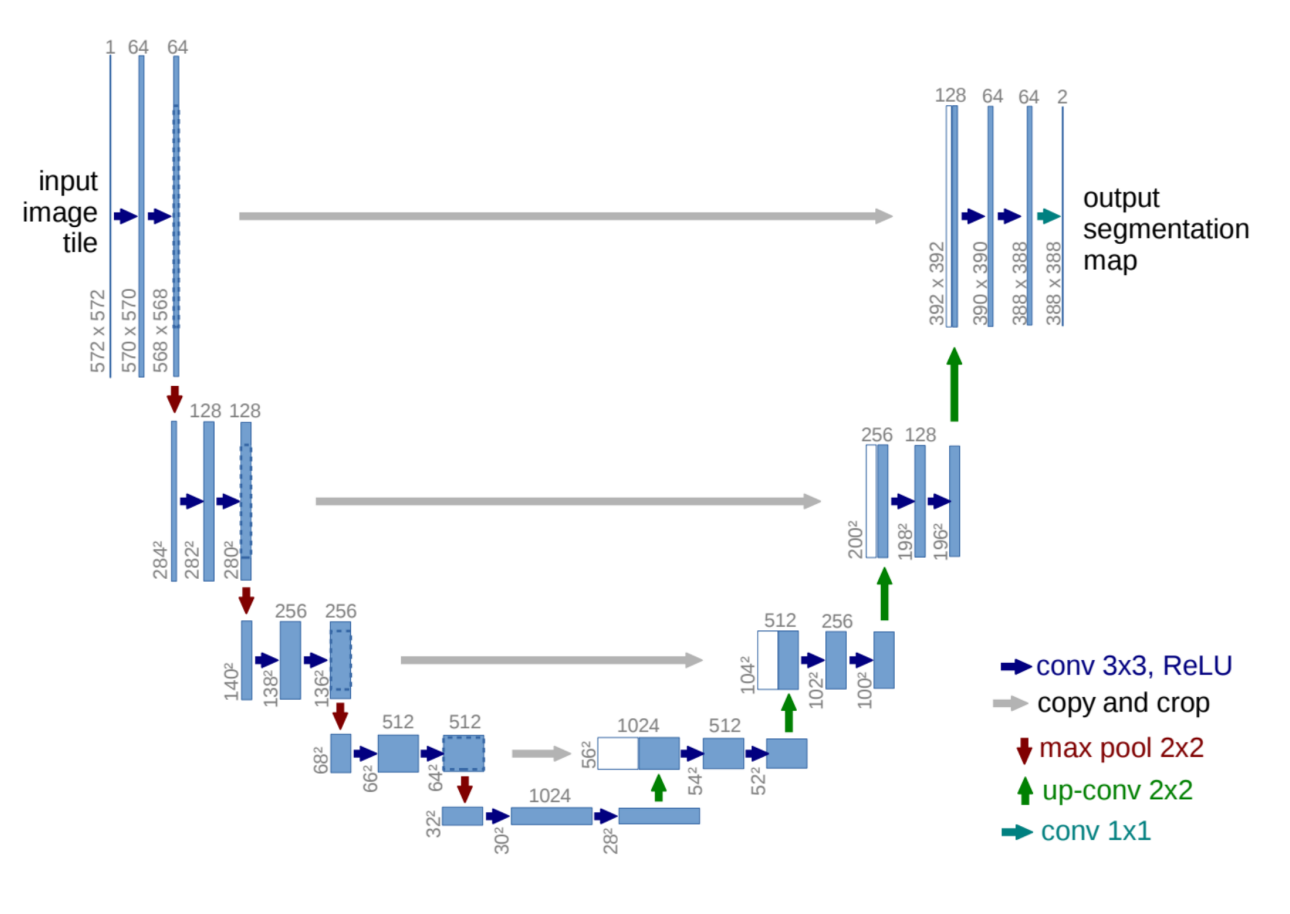 1 64 64
input
image
tile
572 x 572
570 x 570
568 x 568
128 64 64 2
output
segmentation
map
392 x 392
390 x 390
388 x 388
388 x 388
128 128
284²
282²
280²
256 128
200²
198²
196²
256 256
140²
138²
136²
512 256
104²
102²
100²
512 512
68²
66²
64²
1024 512
56²
54²
52²
1024
32²
30²
28²
conv 3x3, ReLU
copy and crop
max pool 2x2
up-conv 2x2
conv 1x1